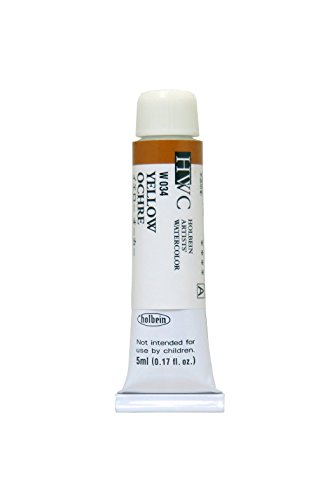 HWC
HOLBEIN
ARTISTS'
WATERCOLOR
A
W 034
YELLOW
OCHRE
holbein
Not intended for
use by children.
5ml (0.17 fl. oz.)